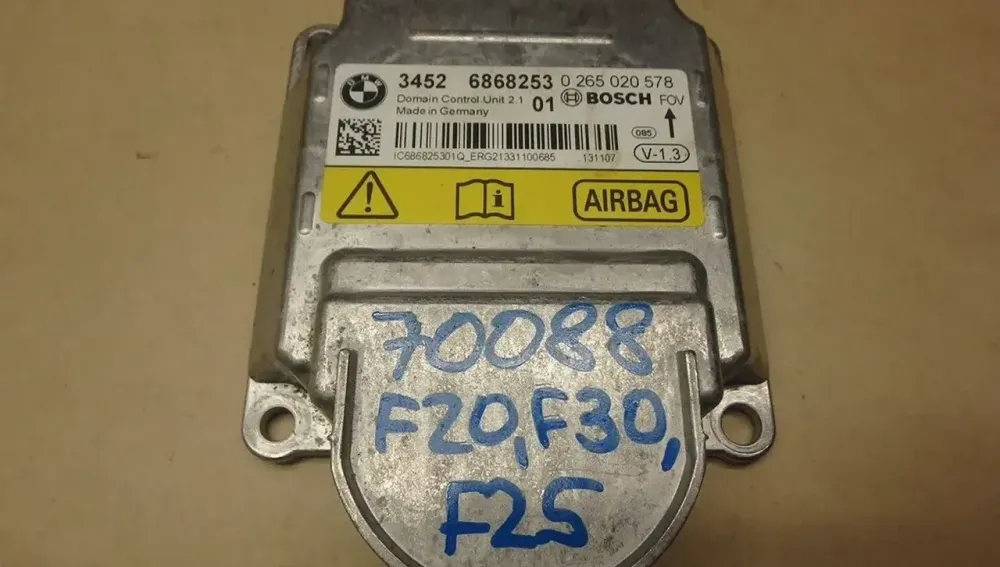 BMW
3452 6868253 0 265 020 578
Domain Control Unit 2.1 01 BOSCH FOV
Made in Germany
085
IC686825301Q_ERG21331100685 131107 V-1.3
AIRBAG
70088
F20, F30,
F25